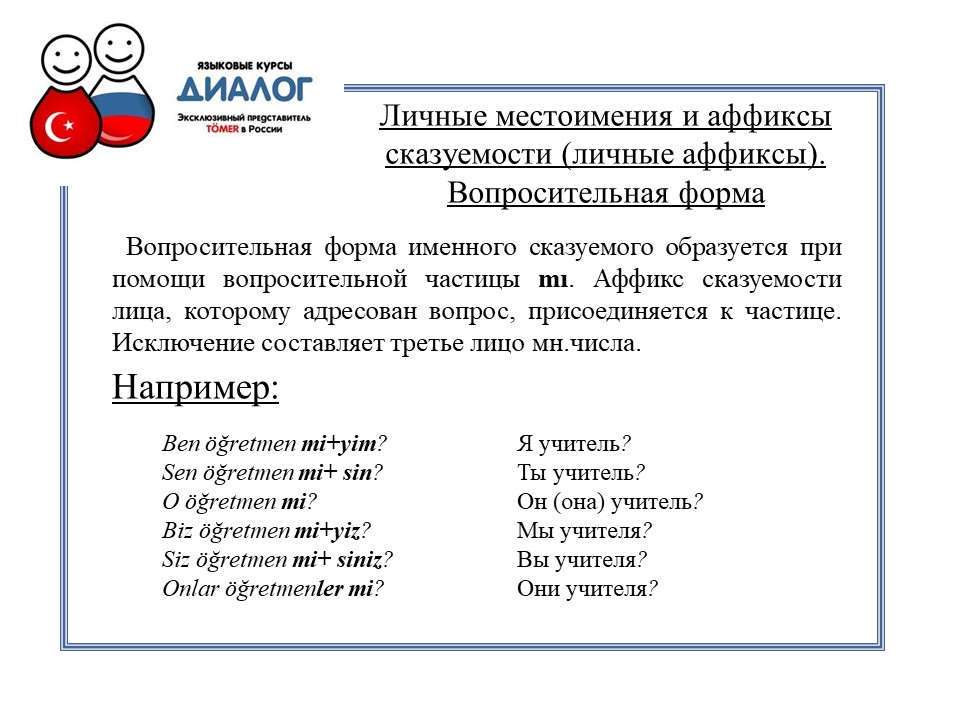 ЯЗЫКОВЫЕ КУРСЫ
ДИАЛОГ
Эксклюзивный представитель
TÖMER в России
Личные местоимения и аффиксы
сказуемости (личные аффиксы).
Вопросительная форма
Вопросительная форма именного сказуемого образуется при
помощи вопросительной частицы mı. Аффикс сказуемости
лица, которому адресован вопрос, присоединяется к частице.
Исключение составляет третье лицо мн.числа.
Например:
Ben öğretmen mi+yim? Я учитель?
Sen öğretmen mi+ sin? Ты учитель?
O öğretmen mi? Он (она) учитель?
Biz öğretmen mi+yiz? Мы учителя?
Siz öğretmen mi+ siniz? Вы учителя?
Onlar öğretmenler mi? Они учителя?